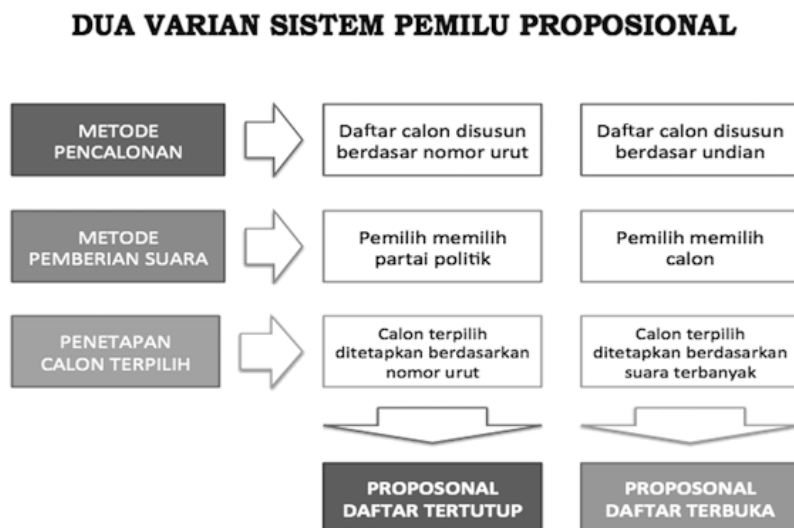 DUA VARIAN SISTEM PEMILU PROPOSIONAL
METODE
PENCALONAN
Daftar calon disusun
berdasar nomor urut
Daftar calon disusun
berdasar undian
METODE
PEMBERIAN SUARA
Pemilih memilih
partai politik
Pemilih memilih
calon
PENETAPAN
CALON TERPILIH
Calon terpilih
ditetapkan berdasarkan
nomor urut
Calon terpilih
ditetapkan berdasarkan
suara terbanyak
PROPOSONAL
DAFTAR TERTUTUP
PROPOSONAL
DAFTAR TERBUKA